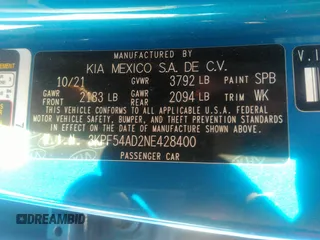 MANUFACTURED BY
KIA MEXICO S.A. DE C.V.
10/21 GVWR 3792 LB PAINT SPB
GAWR FRONT 2183 LB GAWR REAR 2094 LB TRIM WK
THIS VEHICLE CONFORMS TO ALL APPLICABLE U.S. FEDERAL
MOTOR VEHICLE SAFETY, BUMPER, AND THEFT PREVENTION
STANDARDS IN EFFECT ON THE DATE OF MANUFACTURE
SHOWN ABOVE.
V.I.N. 3KPF54AD2NE428400
PASSENGER CAR
V.I
DREAMBID